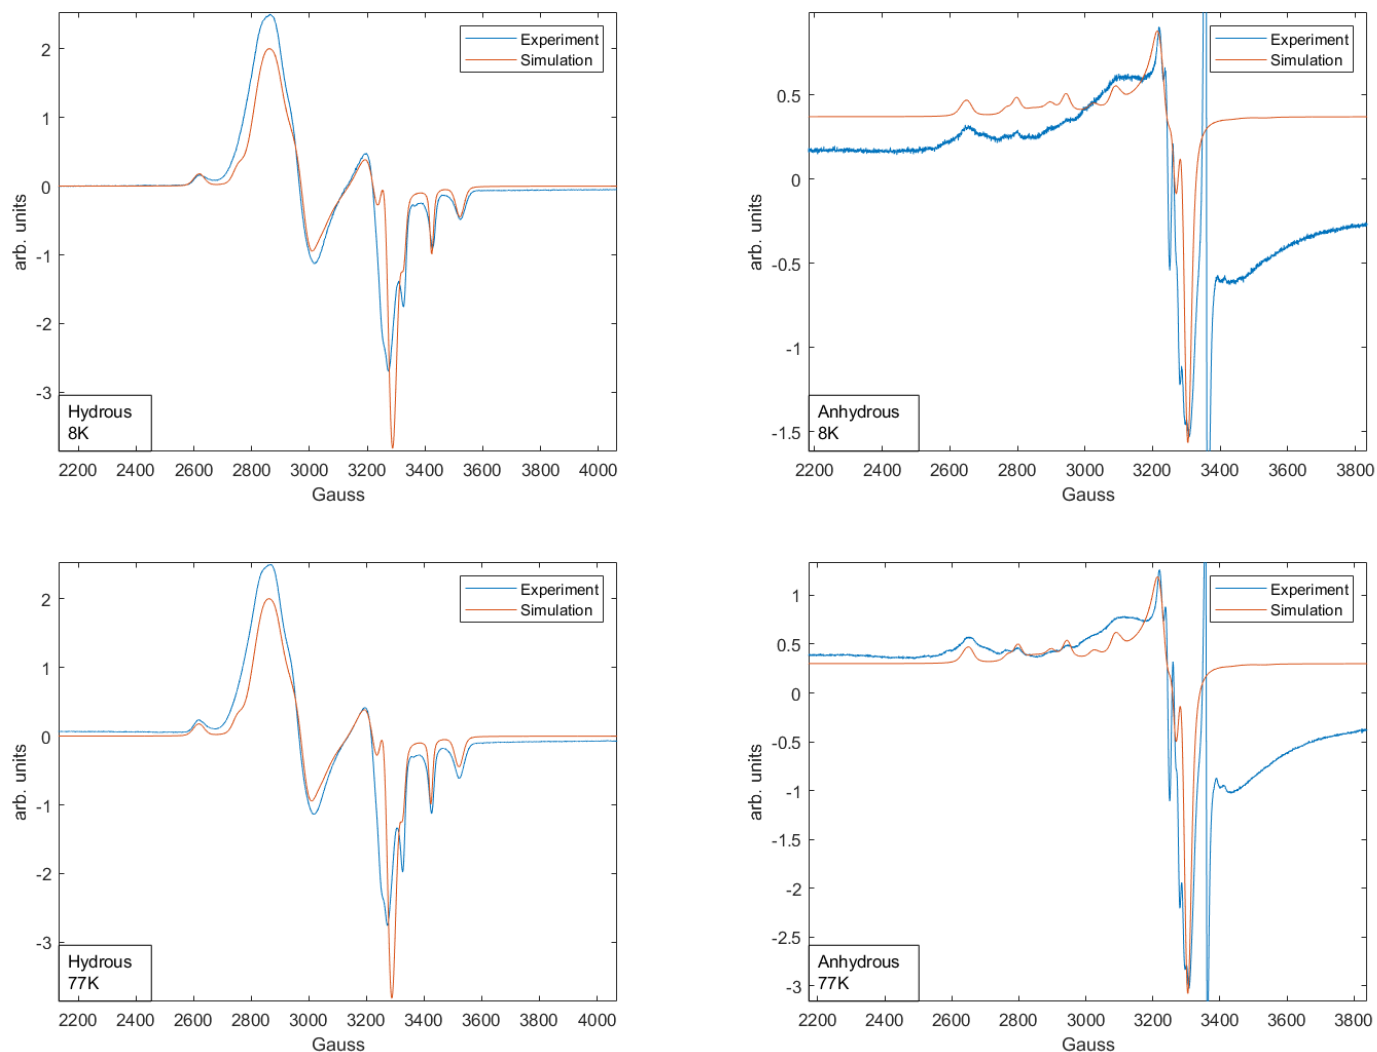 Experiment
Simulation
2
1
0
-1
-2
-3
arb. units
Hydrous
8K
2200 2400 2600 2800 3000 3200 3400 3600 3800 4000
Gauss
Experiment
Simulation
0.5
0
-0.5
-1
-1.5
arb. units
Anhydrous
8K
2200 2400 2600 2800 3000 3200 3400 3600 3800
Gauss
Experiment
Simulation
2
1
0
-1
-2
-3
arb. units
Hydrous
77K
2200 2400 2600 2800 3000 3200 3400 3600 3800 4000
Gauss
Experiment
Simulation
1
0.5
0
-0.5
-1
-1.5
-2
-2.5
-3
arb. units
Anhydrous
77K
2200 2400 2600 2800 3000 3200 3400 3600 3800
Gauss